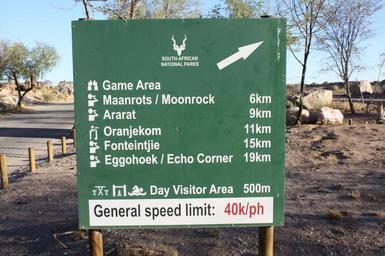 SOUTH AFRICAN
NATIONAL PARKS
Game Area
Maanrots / Moonrock 6km
Ararat 9km
Oranjekom 11km
Fonteintjie 15km
Eggohoek / Echo Corner 19km
Day Visitor Area 500m
General speed limit: 40k/ph